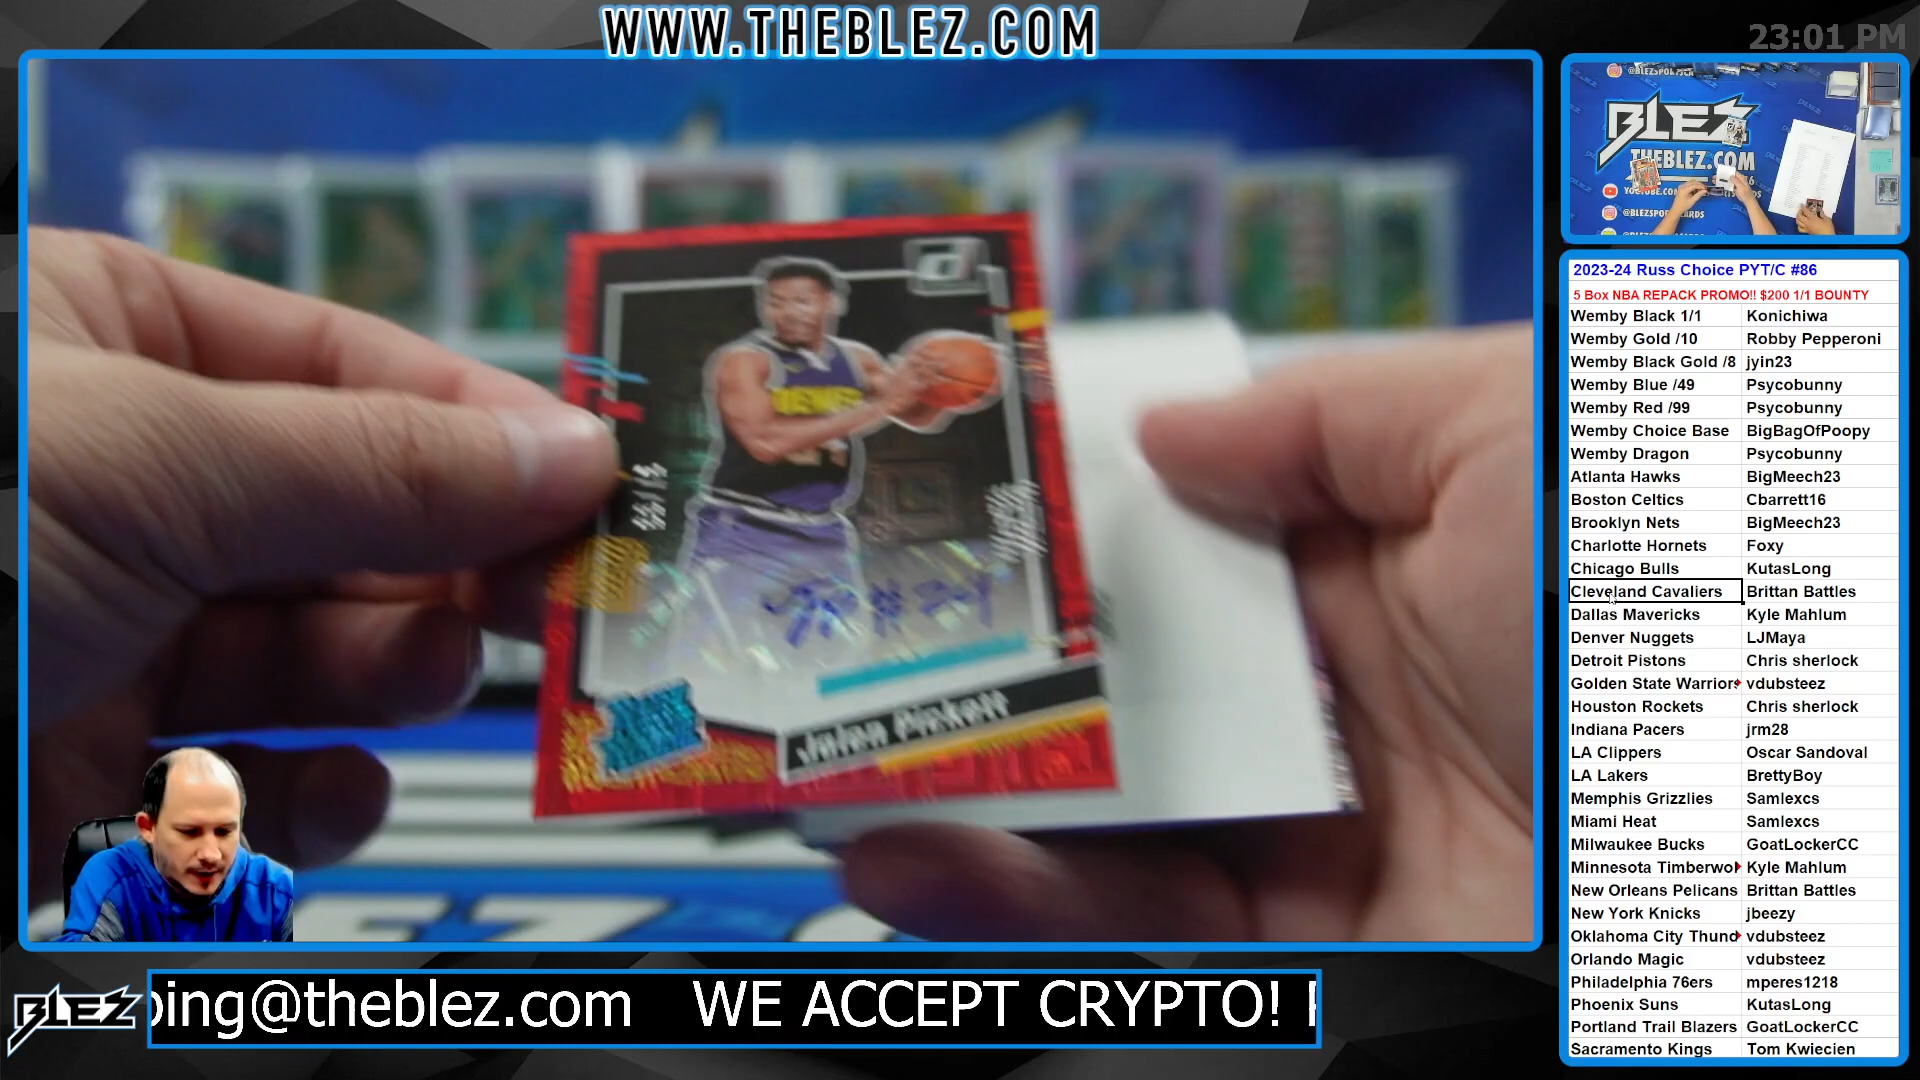 WWW.THEBLEZ.COM
23:01 PM
@BLEZSPORTSCA
BLEZ
THEBLEZ.COM
@BLEZSPO CARDS
2023-24 Russ Choice PYT/C #86
5 Box NBA REPACK PROMO!! $200 1/1 BOUNTY
Wemby Black 1/1 Konichiwa
Wemby Gold /10 Robby Pepperoni
Wemby Black Gold /8 jyin23
Wemby Blue /49 Psycobunny
Wemby Red /99 Psycobunny
Wemby Choice Base BigBagOfPoopy
Wemby Dragon Psycobunny
Atlanta Hawks BigMeech23
Boston Celtics Cbarrett16
Brooklyn Nets BigMeech23
Charlotte Hornets Foxy
Chicago Bulls KutasLong
Cleveland Cavaliers Brittan Battles
Dallas Mavericks Kyle Mahlum
Denver Nuggets LJMaya
Detroit Pistons Chris sherlock
Golden State Warriors vdubsteez
Houston Rockets Chris sherlock
Indiana Pacers jrm28
LA Clippers Oscar Sandoval
LA Lakers BrettyBoy
Memphis Grizzlies Samlexcs
Miami Heat Samlexcs
Milwaukee Bucks GoatLockerCC
Minnesota Timberwol Kyle Mahlum
New Orleans Pelicans Brittan Battles
New York Knicks jbeezy
Oklahoma City Thund vdubsteez
Orlando Magic vdubsteez
Philadelphia 76ers mperes1218
Phoenix Suns KutasLong
Portland Trail Blazers GoatLockerCC
Sacramento Kings Tom Kwiecien
Jalen Pickett
BLEZ
ping@theblez.com WE ACCEPT CRYPTO!